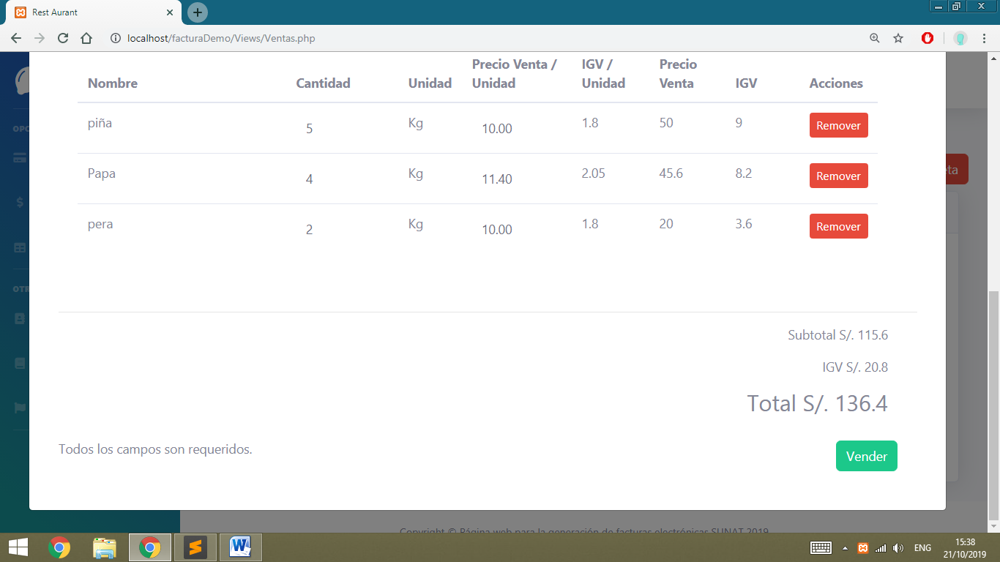 Rest Aurant
localhost/facturaDemo/Views/Ventas.php
Nombre Cantidad Unidad Precio Venta / Unidad IGV / Unidad Precio Venta IGV Acciones
piña 5 Kg 10.00 1.8 50 9 Remover
Papa 4 Kg 11.40 2.05 45.6 8.2 Remover
pera 2 Kg 10.00 1.8 20 3.6 Remover
Subtotal S/. 115.6
IGV S/. 20.8
Total S/. 136.4
Todos los campos son requeridos.
Vender
OPC
eta
OTR
Copyright © Página web para la generación de facturas electrónicas SUNAT 2019
ENG
15:38
21/10/2019